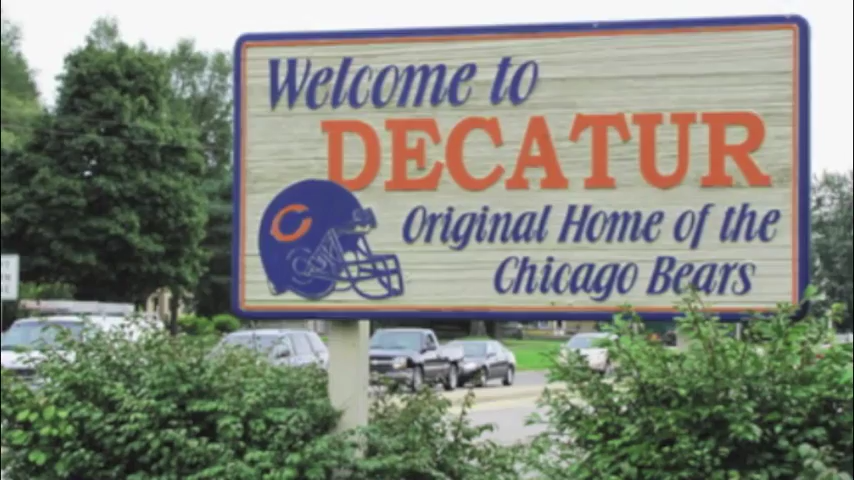 Welcome to
DECATUR
Original Home of the
Chicago Bears